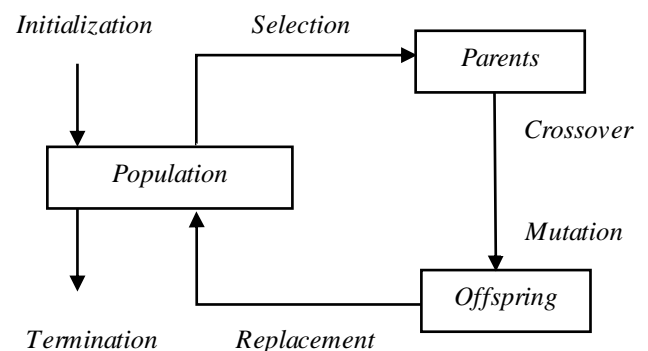 Initialization
Selection
Parents
Crossover
Population
Mutation
Offspring
Termination
Replacement